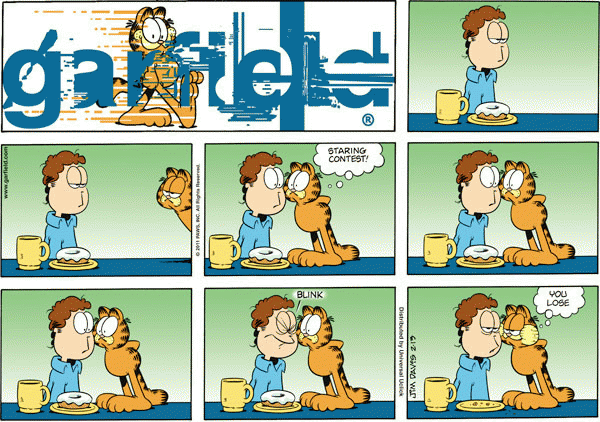 garfield
®
www.garfield.com
© 2011 PAWS, INC. All Rights Reserved.
STARING
CONTEST!
BLINK
Distributed by Universal Uclick
JIM DAVIS 2·13
YOU
LOSE